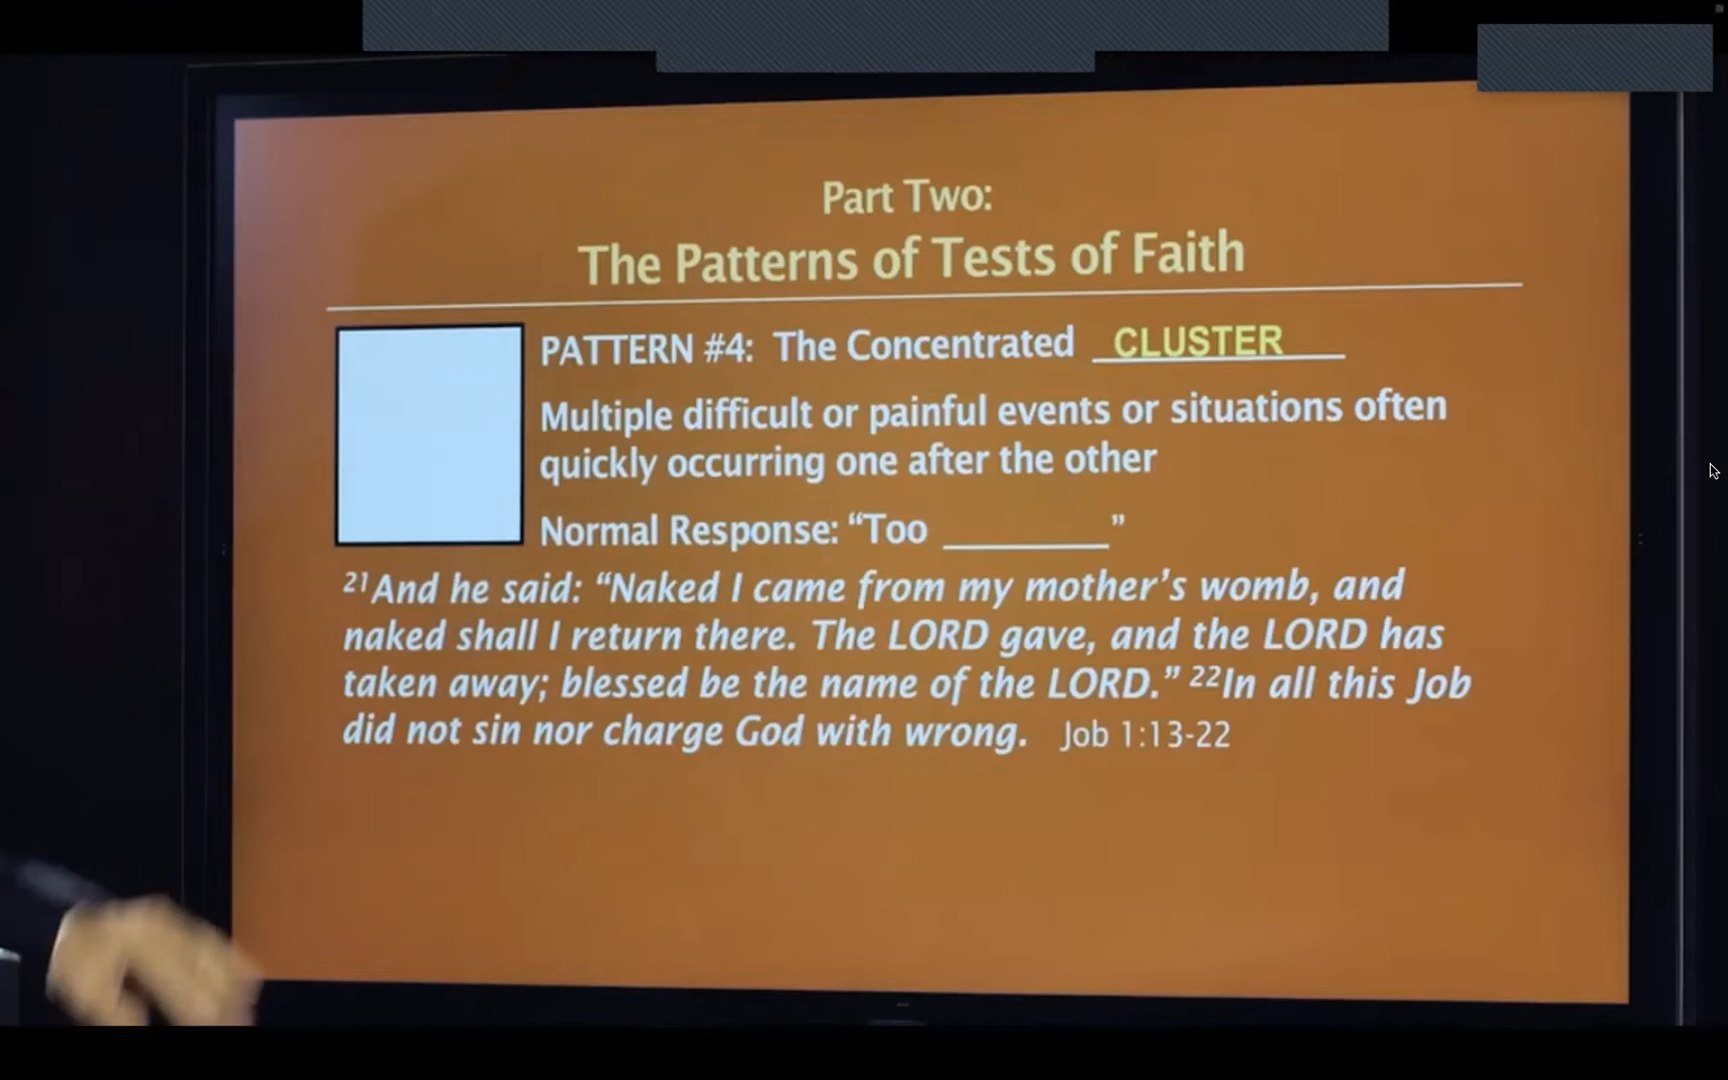 Part Two:
The Patterns of Tests of Faith
PATTERN #4: The Concentrated CLUSTER
Multiple difficult or painful events or situations often
quickly occurring one after the other
Normal Response: “Too ________”
21And he said: “Naked I came from my mother’s womb, and
naked shall I return there. The LORD gave, and the LORD has
taken away; blessed be the name of the LORD.” 22In all this Job
did not sin nor charge God with wrong. Job 1:13-22